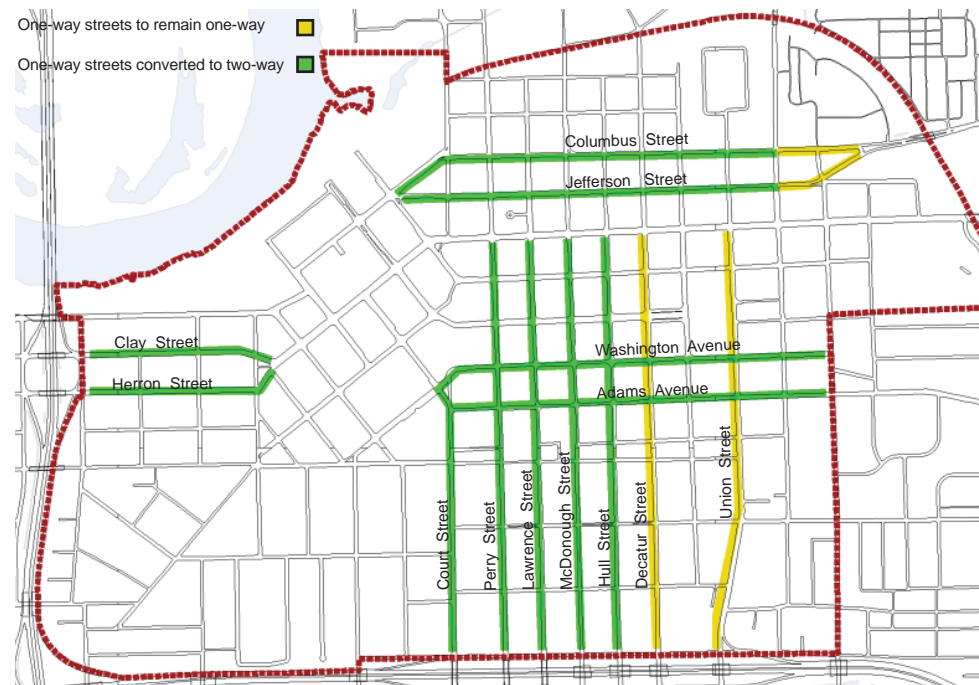 One-way streets to remain one-way
One-way streets converted to two-way
Columbus Street
Jefferson Street
Washington Avenue
Clay Street
Herron Street
Adams Avenue
Court Street
Perry Street
Lawrence Street
McDonough Street
Hull Street
Decatur Street
Union Street